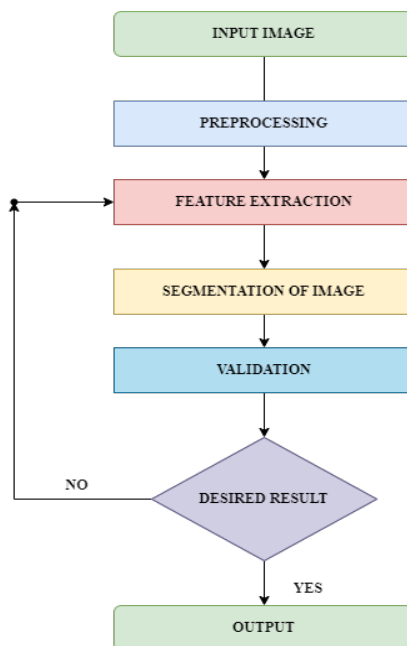 INPUT IMAGE
PREPROCESSING
FEATURE EXTRACTION
SEGMENTATION OF IMAGE
VALIDATION
NO
DESIRED RESULT
YES
OUTPUT